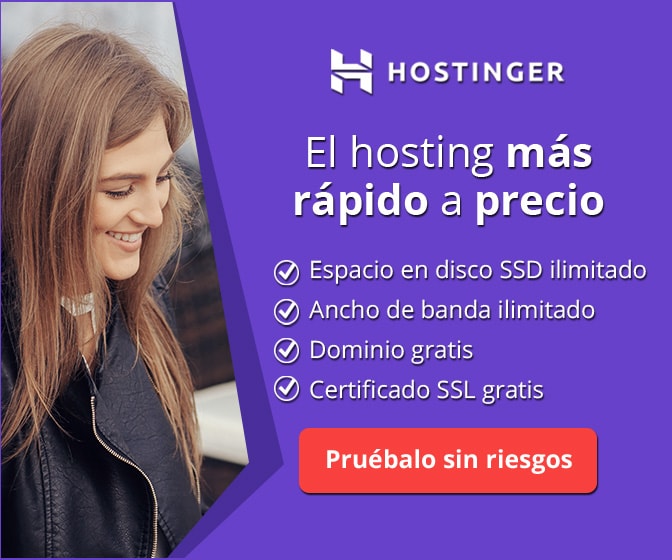 HOSTINGER
El hosting más
rápido a precio
Espacio en disco SSD ilimitado
Ancho de banda ilimitado
Dominio gratis
Certificado SSL gratis
Pruébalo sin riesgos